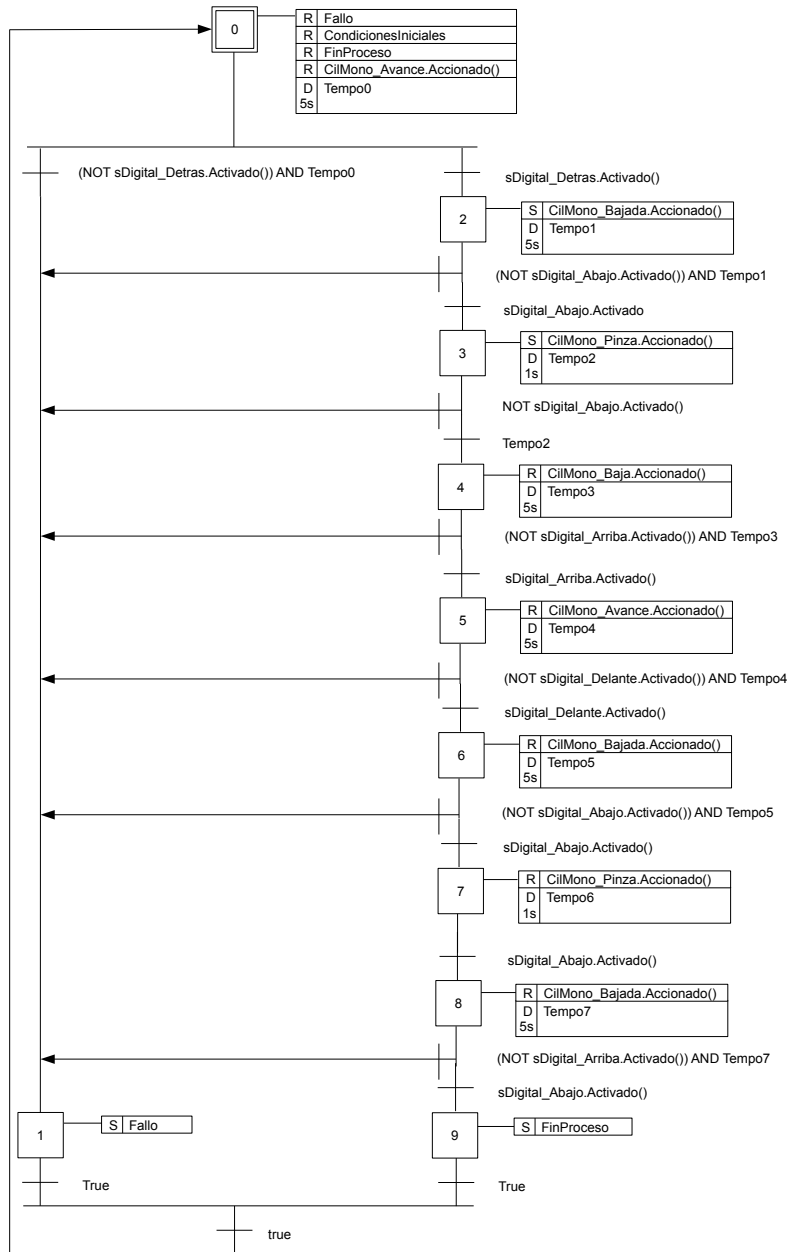 0
R Fallo
R CondicionesIniciales
R FinProceso
R CilMono_Avance.Accionado()
D Tempo0
5s
(NOT sDigital_Detras.Activado()) AND Tempo0
sDigital_Detras.Activado()
2
S CilMono_Bajada.Accionado()
D Tempo1
5s
(NOT sDigital_Abajo.Activado()) AND Tempo1
sDigital_Abajo.Activado
3
S CilMono_Pinza.Accionado()
D Tempo2
1s
NOT sDigital_Abajo.Activado()
Tempo2
4
R CilMono_Baja.Accionado()
D Tempo3
5s
(NOT sDigital_Arriba.Activado()) AND Tempo3
sDigital_Arriba.Activado()
5
R CilMono_Avance.Accionado()
D Tempo4
5s
(NOT sDigital_Delante.Activado()) AND Tempo4
sDigital_Delante.Activado()
6
R CilMono_Bajada.Accionado()
D Tempo5
5s
(NOT sDigital_Abajo.Activado()) AND Tempo5
sDigital_Abajo.Activado()
7
R CilMono_Pinza.Accionado()
D Tempo6
1s
sDigital_Abajo.Activado()
8
R CilMono_Bajada.Accionado()
D Tempo7
5s
(NOT sDigital_Arriba.Activado()) AND Tempo7
sDigital_Abajo.Activado()
1
S Fallo
9
S FinProceso
True
True
true